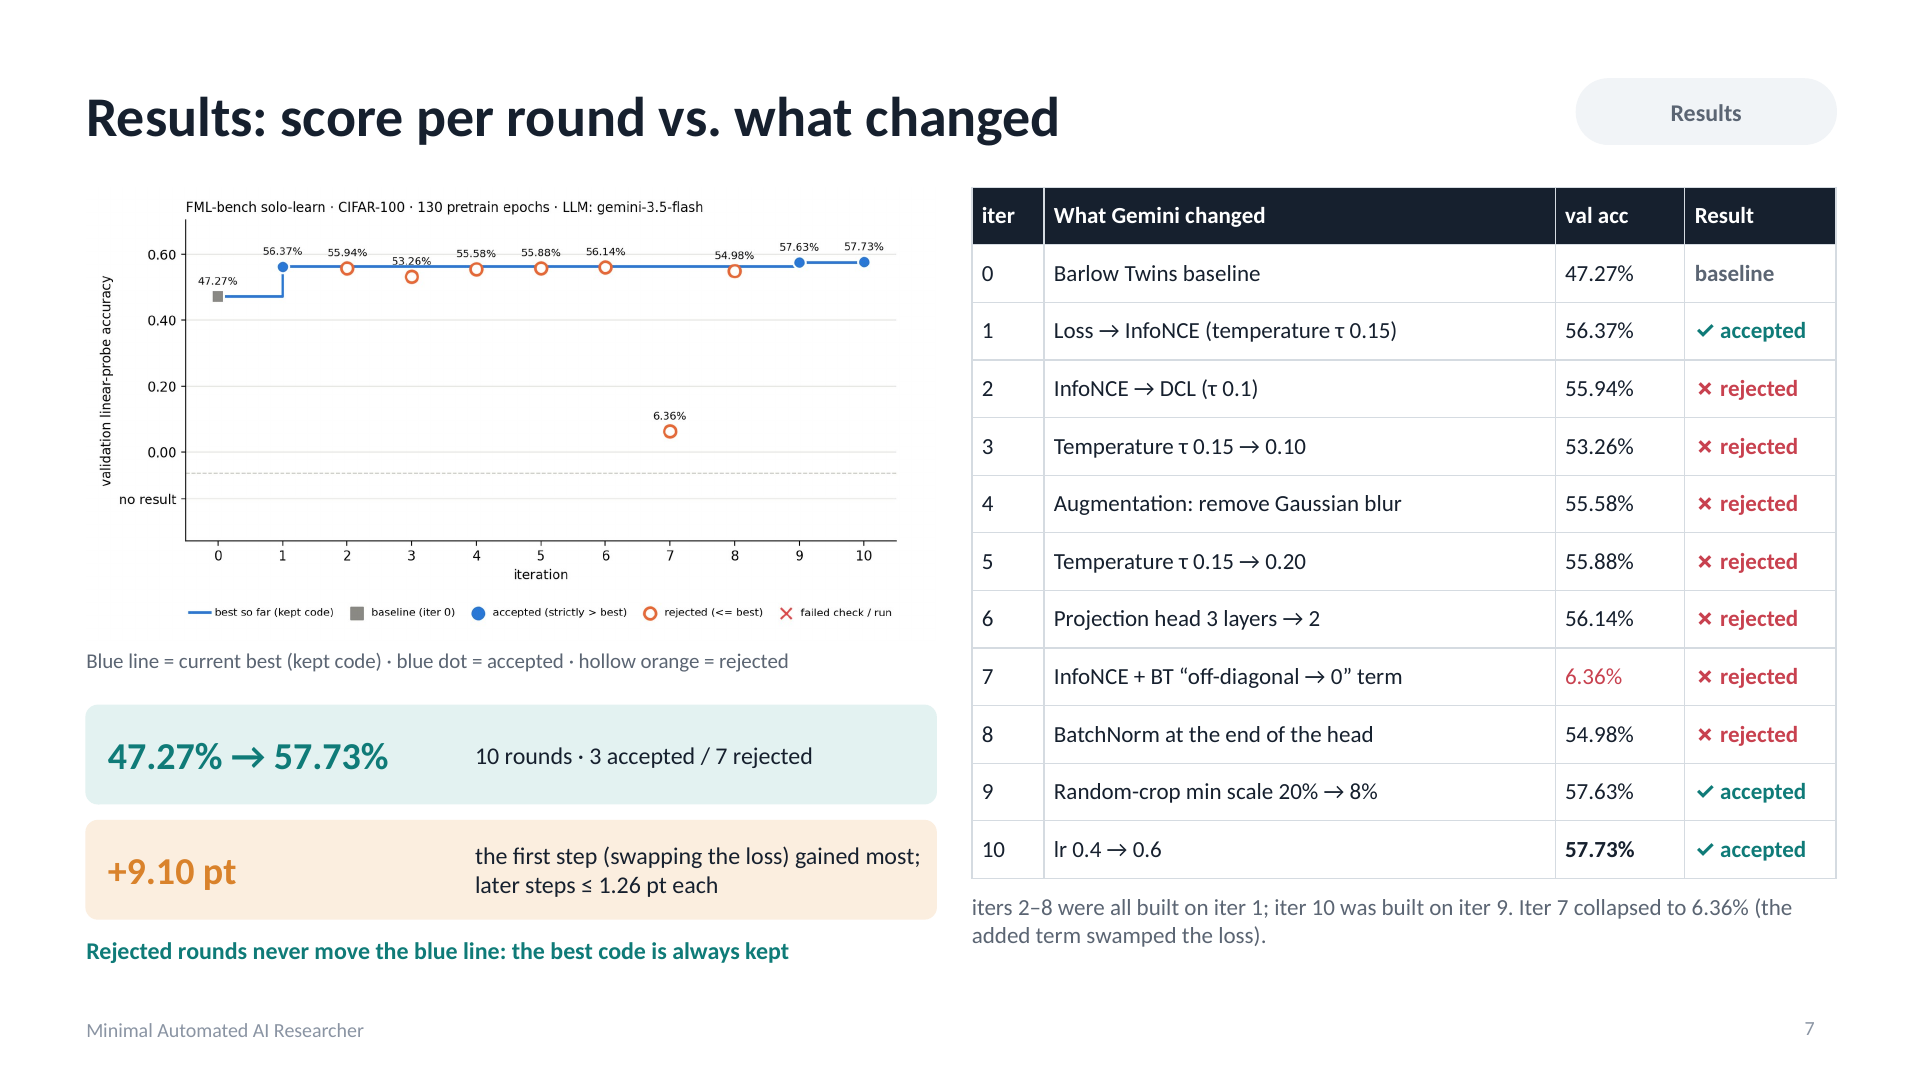 Results: score per round vs. what changed
Results
FML-bench solo-learn · CIFAR-100 · 130 pretrain epochs · LLM: gemini-3.5-flash
validation linear-probe accuracy
0.60
0.40
0.20
0.00
no result
47.27%
56.37%
55.94%
53.26%
55.58%
55.88%
56.14%
6.36%
54.98%
57.63%
57.73%
0 1 2 3 4 5 6 7 8 9 10
iteration
best so far (kept code) baseline (iter 0) accepted (strictly > best) rejected (<= best) failed check / run
Blue line = current best (kept code) · blue dot = accepted · hollow orange = rejected
47.27% → 57.73% 10 rounds · 3 accepted / 7 rejected
+9.10 pt
the first step (swapping the loss) gained most;
later steps ≤ 1.26 pt each
Rejected rounds never move the blue line: the best code is always kept
iter What Gemini changed val acc Result
0 Barlow Twins baseline 47.27% baseline
1 Loss → InfoNCE (temperature τ 0.15) 56.37% ✓ accepted
2 InfoNCE → DCL (τ 0.1) 55.94% ✕ rejected
3 Temperature τ 0.15 → 0.10 53.26% ✕ rejected
4 Augmentation: remove Gaussian blur 55.58% ✕ rejected
5 Temperature τ 0.15 → 0.20 55.88% ✕ rejected
6 Projection head 3 layers → 2 56.14% ✕ rejected
7 InfoNCE + BT “off-diagonal → 0” term 6.36% ✕ rejected
8 BatchNorm at the end of the head 54.98% ✕ rejected
9 Random-crop min scale 20% → 8% 57.63% ✓ accepted
10 lr 0.4 → 0.6 57.73% ✓ accepted
iters 2–8 were all built on iter 1; iter 10 was built on iter 9. Iter 7 collapsed to 6.36% (the
added term swamped the loss).
Minimal Automated AI Researcher
7